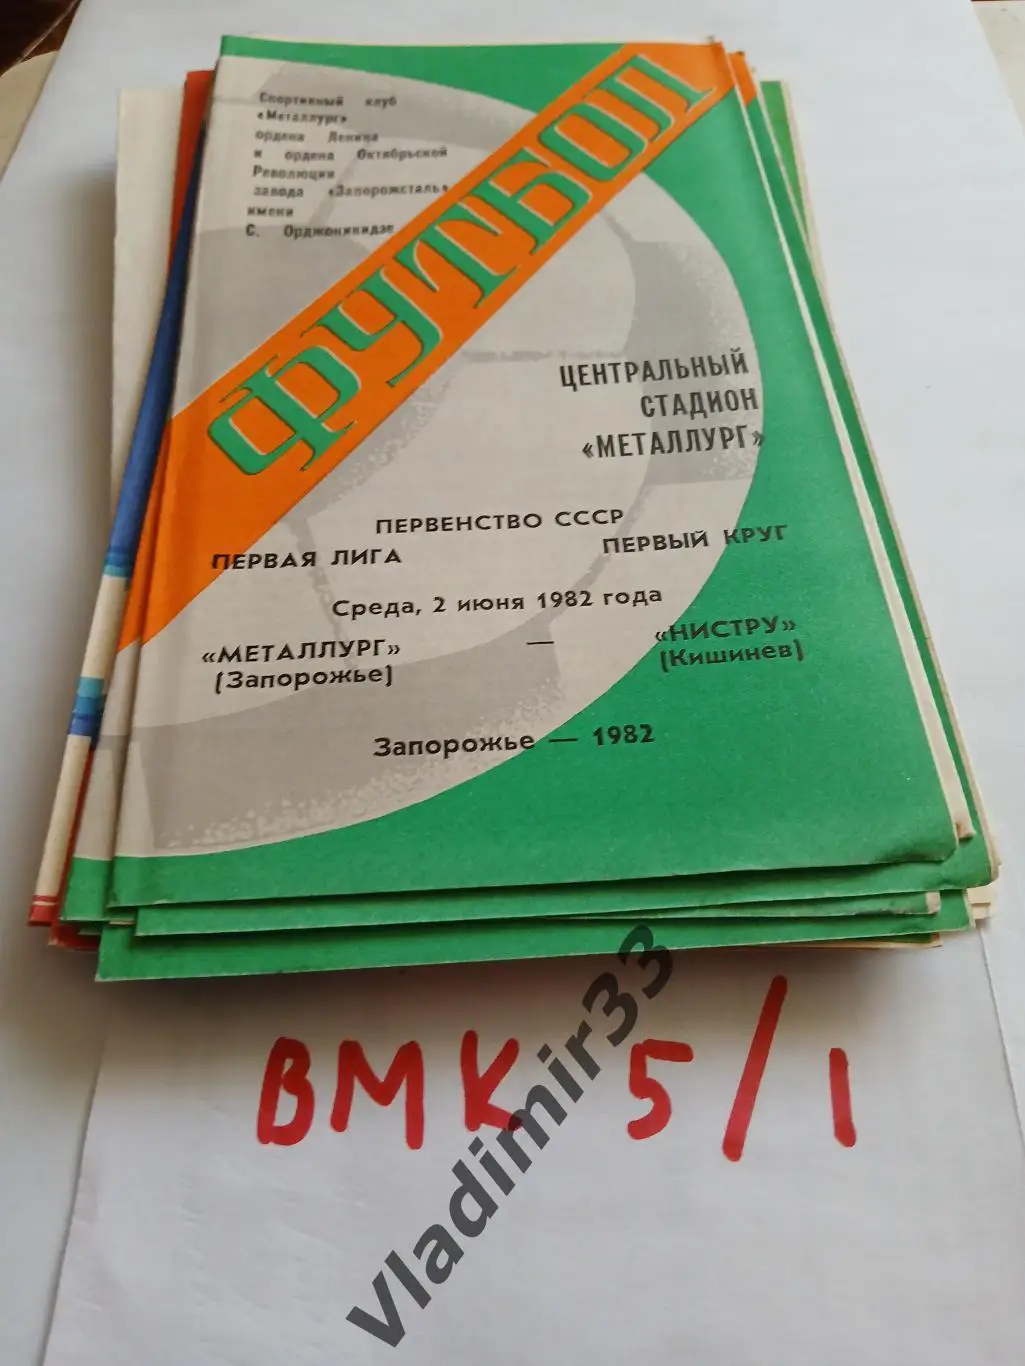 Спортивный клуб
«Металлург»
ордена Ленина
и ордена Октябрьской
Революции
завода «Запорожсталь»
имени
С. Орджоникидзе
ФУТБОЛ
ЦЕНТРАЛЬНЫЙ
СТАДИОН
«МЕТАЛЛУРГ»
ПЕРВЕНСТВО СССР
ПЕРВАЯ ЛИГА ПЕРВЫЙ КРУГ
Среда, 2 июня 1982 года
«МЕТАЛЛУРГ» — «НИСТРУ»
(Запорожье) (Кишинев)
Запорожье — 1982
ВМК 5/1
Vladimir33